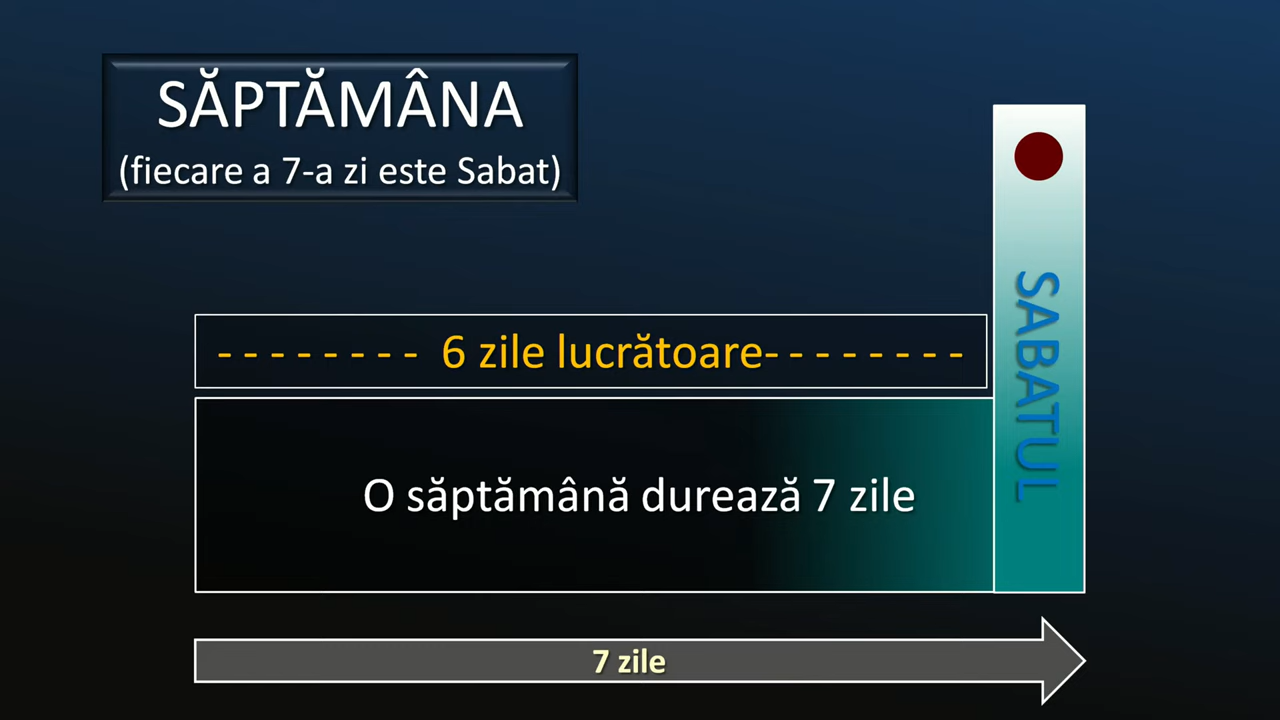 SĂPTĂMÂNA
(fiecare a 7-a zi este Sabat)
- - - - - - - - 6 zile lucrătoare- - - - - - - -
SABATUL
O săptămână durează 7 zile
7 zile